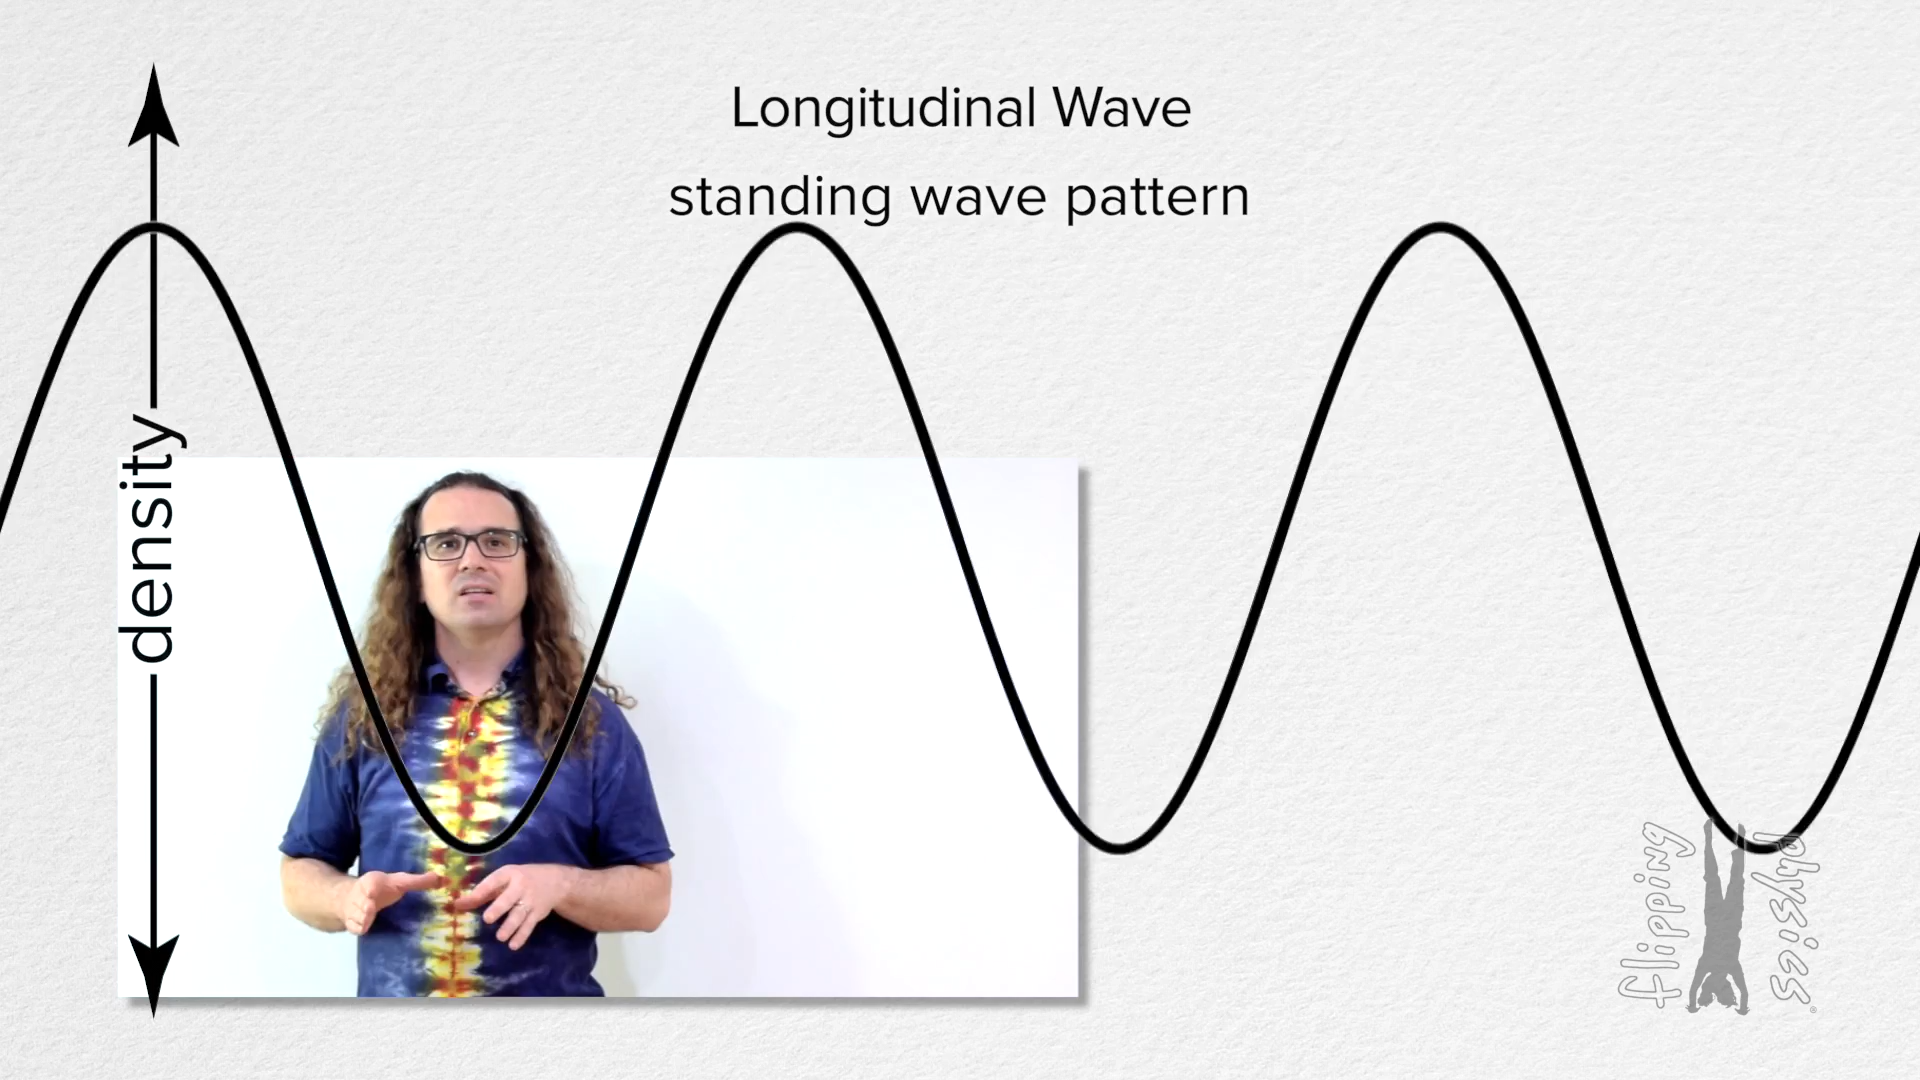 Longitudinal Wave
standing wave pattern
density
flipping
physics